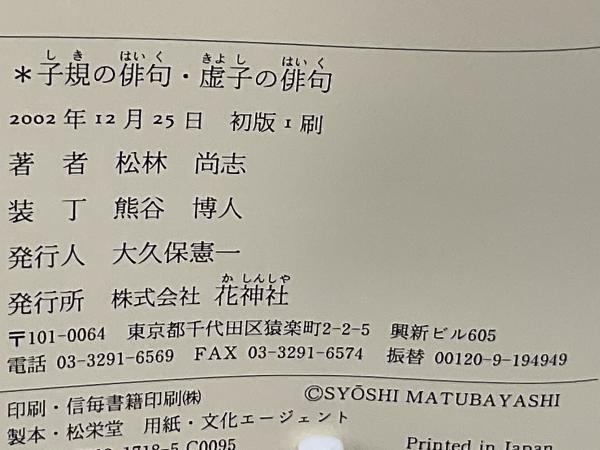 *子規の俳句・虚子の俳句
2002年12月25日 初版1刷
著 者 松林 尚志
装 丁 熊谷 博人
発行人 大久保憲一
発行所 株式会社 花神社
〒101-0064 東京都千代田区猿楽町2-2-5 興新ビル605
電話 03-3291-6569 FAX 03-3291-6574 振替 00120-9-194949
印刷・信毎書籍印刷㈱ ©SYŌSHI MATUBAYASHI
製本・松栄堂 用紙・文化エージェント
1718-5 C0095 Printed in Japan